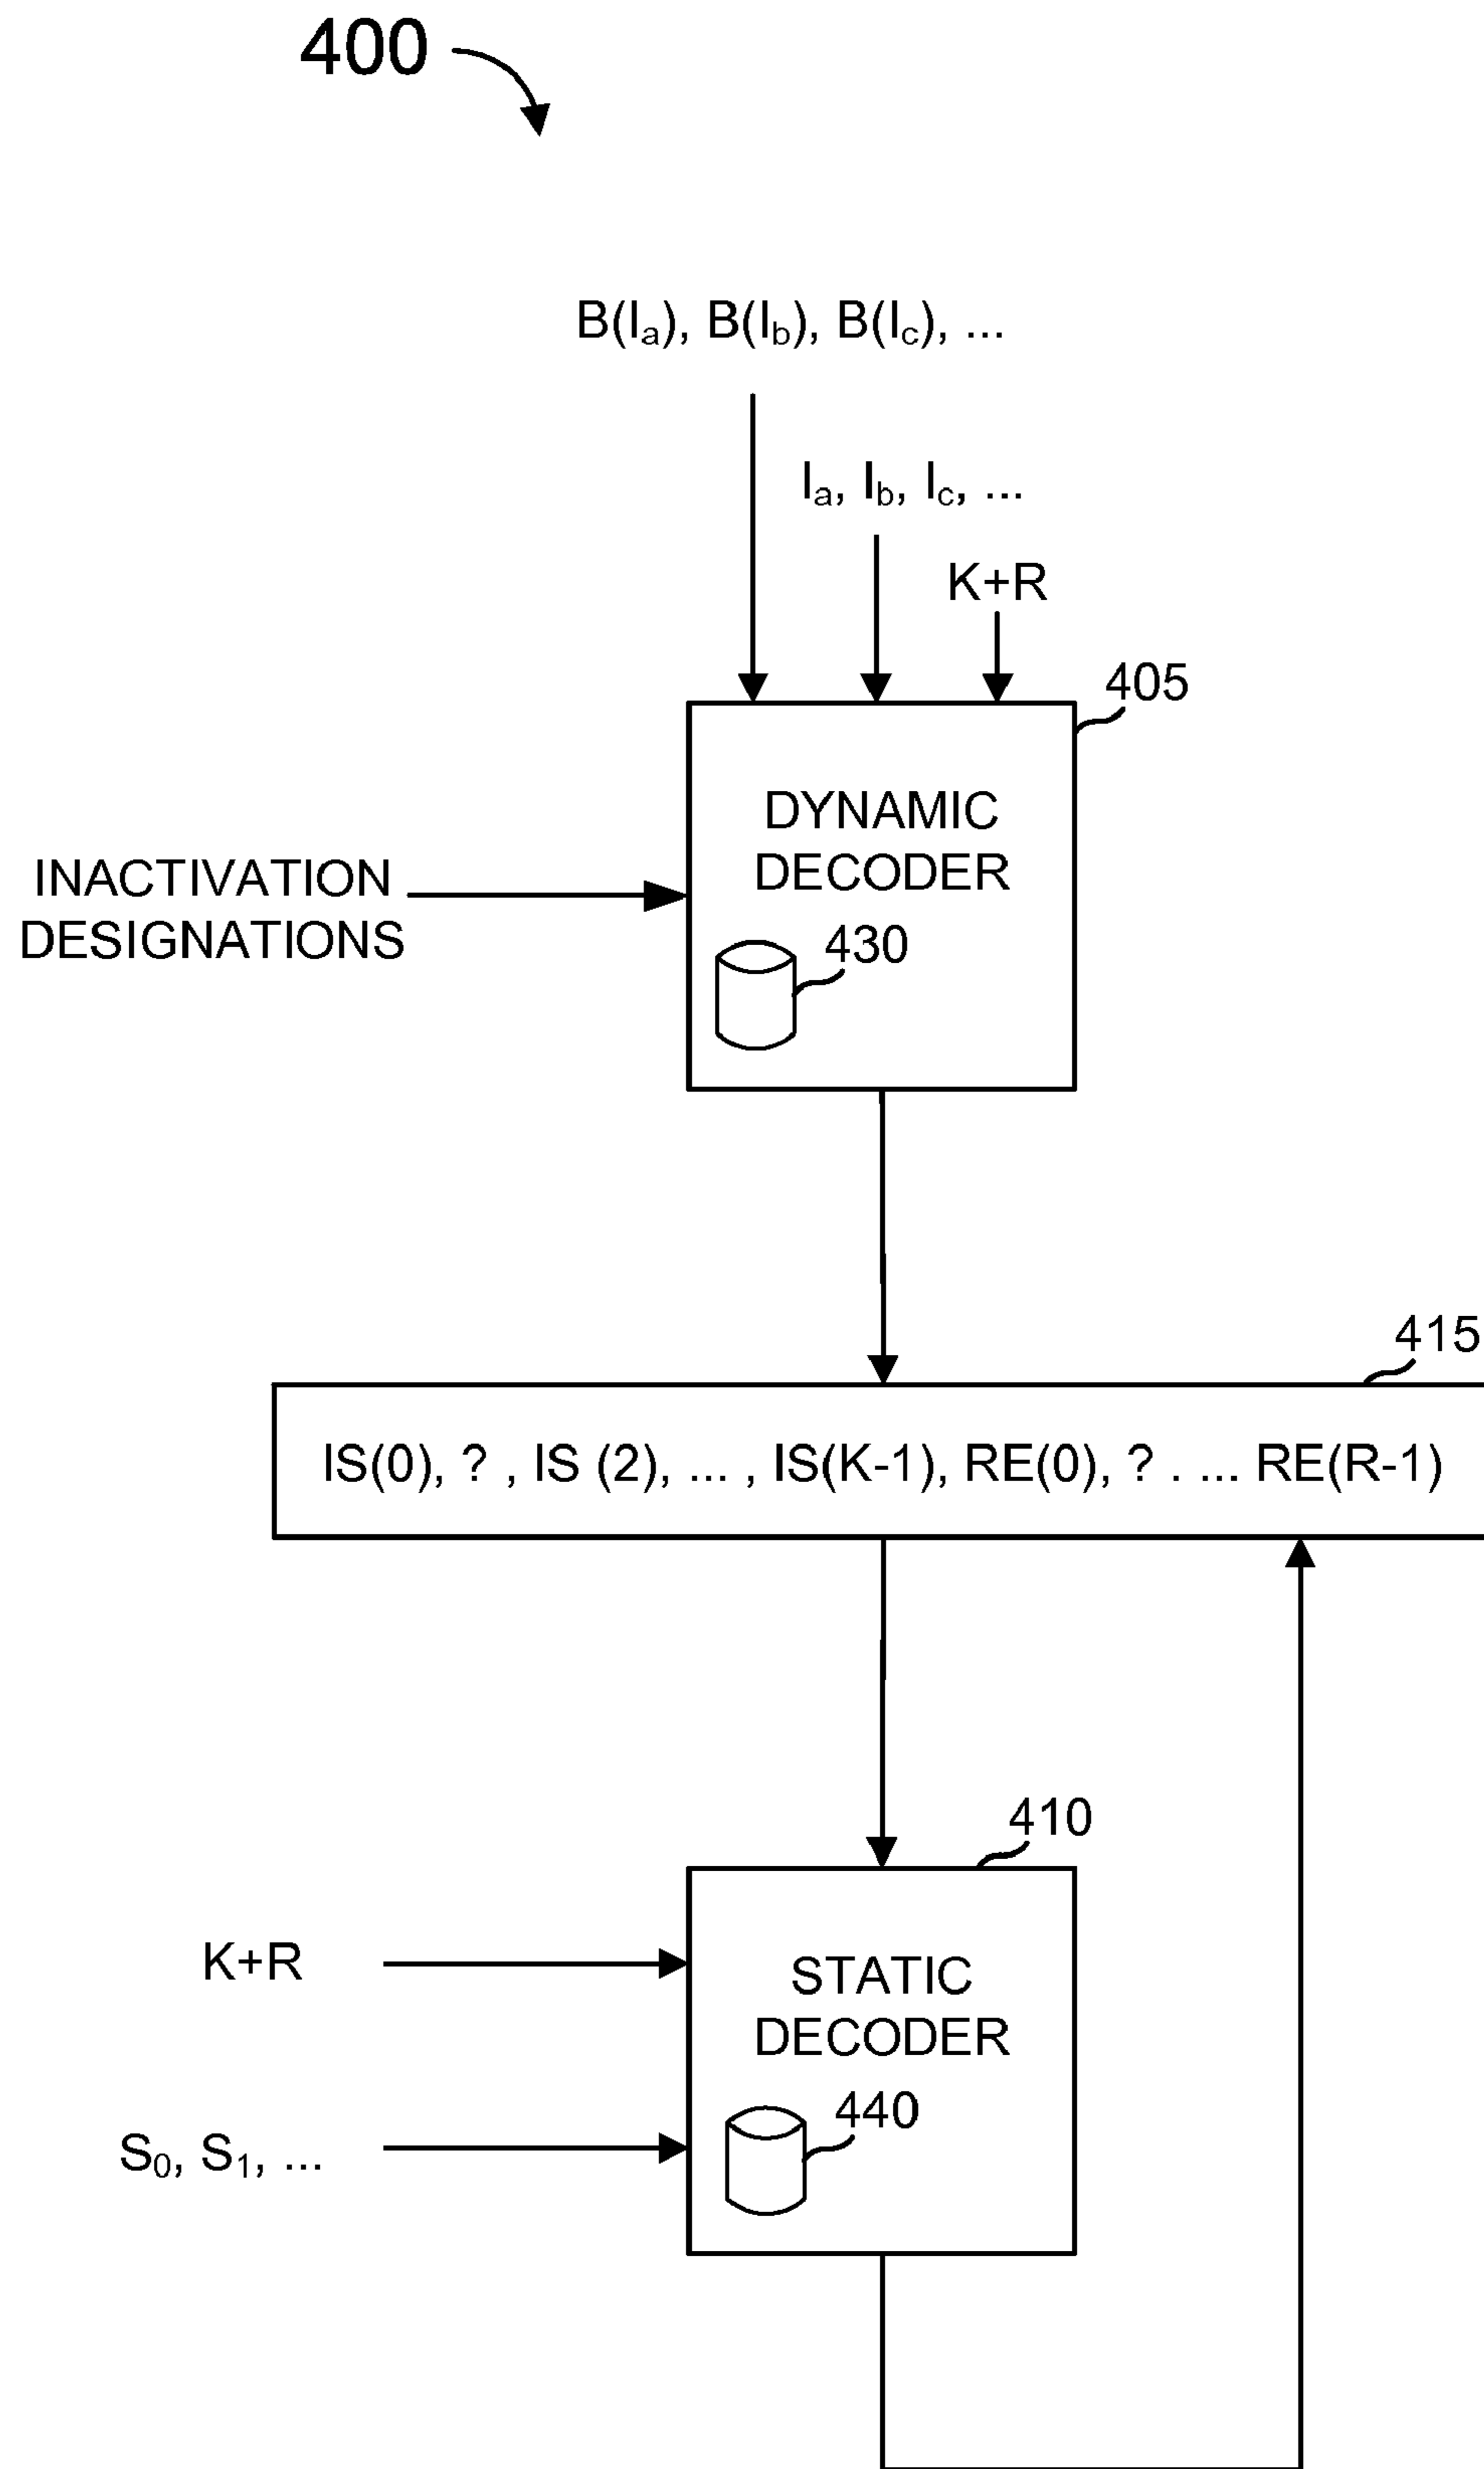 400
B(Ia), B(Ib), B(Ic), ...
Ia, Ib, Ic, ...
K+R
405
DYNAMIC
DECODER
INACTIVATION
DESIGNATIONS
430
415
IS(0), ? , IS (2), ... , IS(K-1), RE(0), ? . ... RE(R-1)
410
K+R
STATIC
DECODER
440
S0, S1, ...